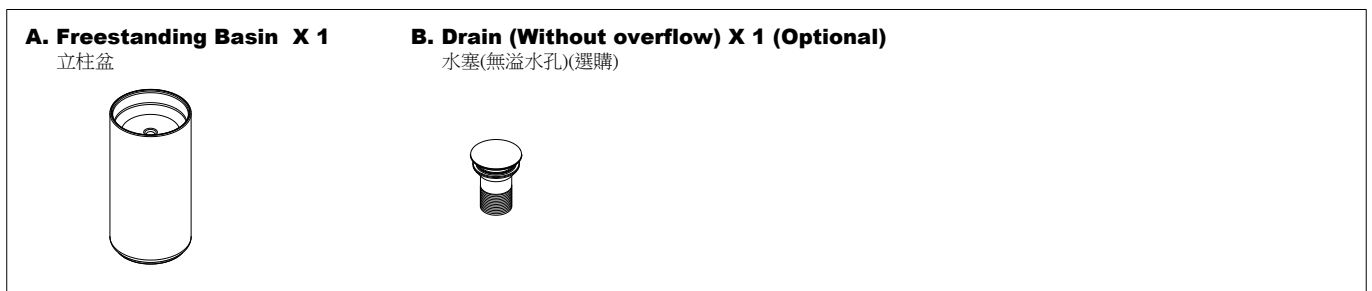 A. Freestanding Basin X 1
立柱盆
B. Drain (Without overflow) X 1 (Optional)
水塞(無溢水孔)(選購)